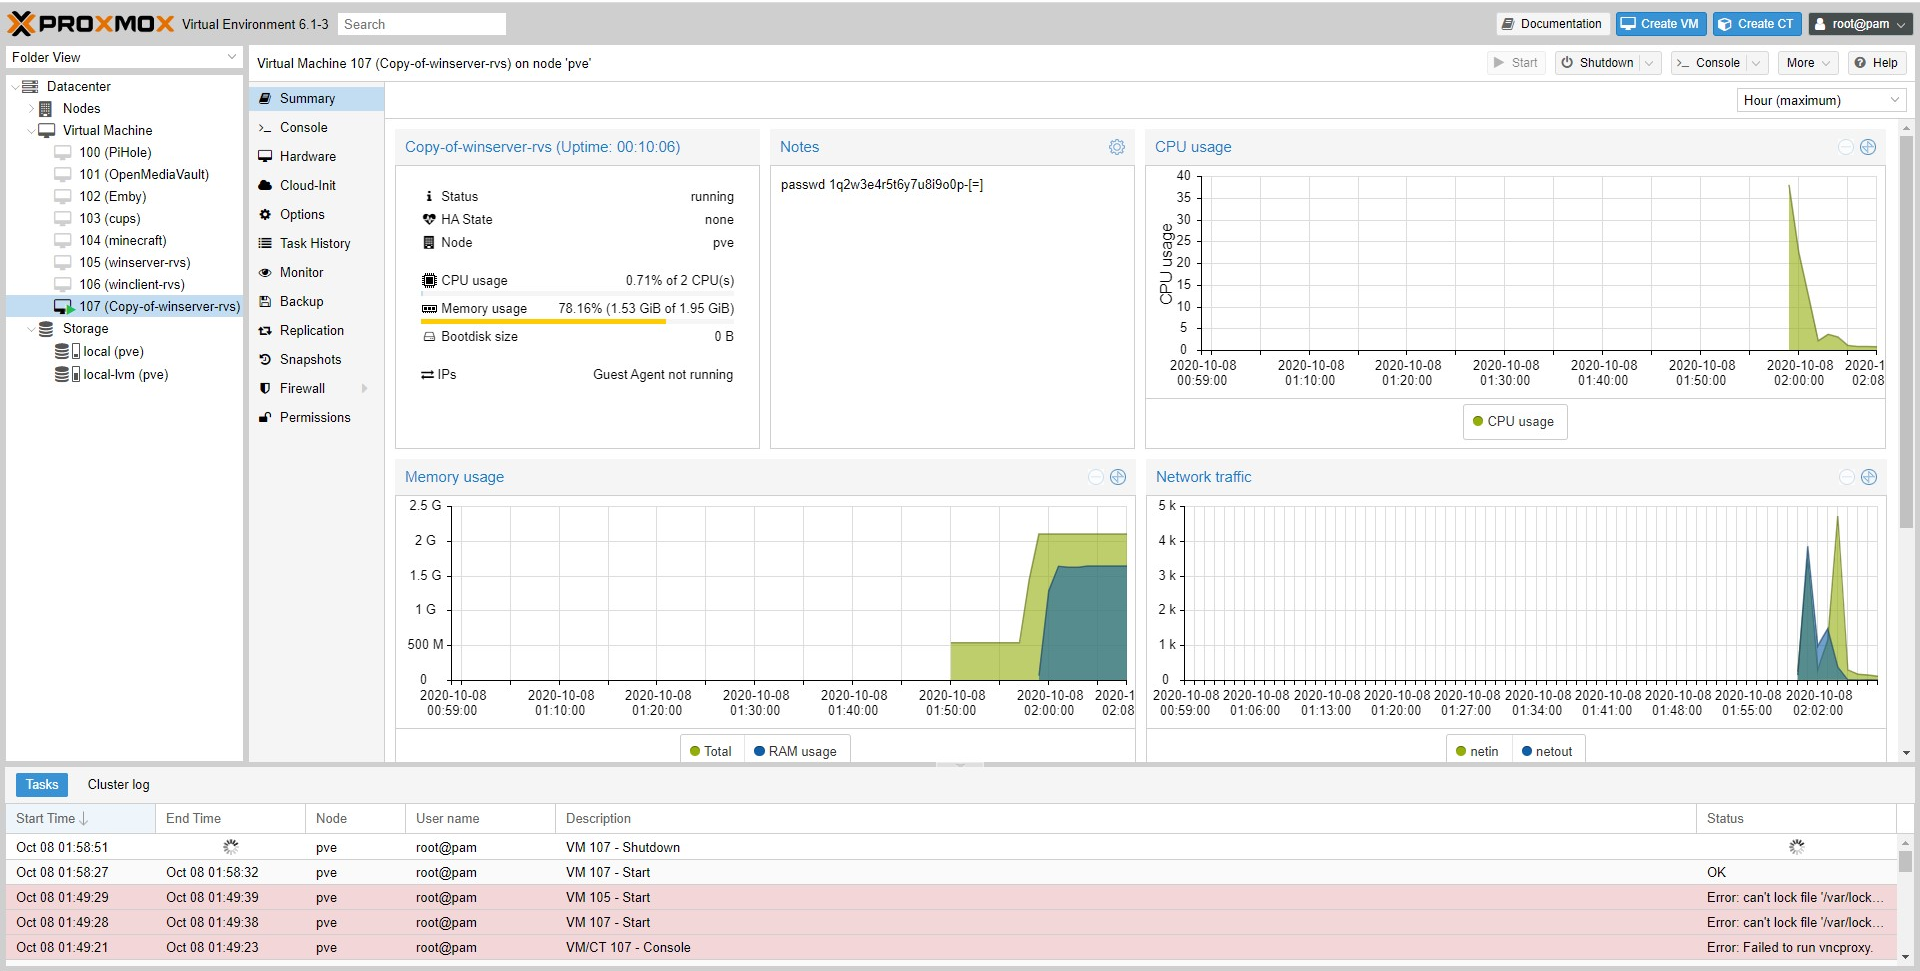 PROXMOX Virtual Environment 6.1-3 Search Documentation Create VM Create CT root@pam
Folder View
Virtual Machine 107 (Copy-of-winserver-rvs) on node 'pve' Start Shutdown Console More Help
Datacenter
Nodes
Virtual Machine
100 (PiHole)
101 (OpenMediaVault)
102 (Emby)
103 (cups)
104 (minecraft)
105 (winserver-rvs)
106 (winclient-rvs)
107 (Copy-of-winserver-rvs)
Storage
local (pve)
local-lvm (pve)
Summary
Console
Hardware
Cloud-Init
Options
Task History
Monitor
Backup
Replication
Snapshots
Firewall
Permissions
Hour (maximum)
Copy-of-winserver-rvs (Uptime: 00:10:06)
Status running
HA State none
Node pve
CPU usage 0.71% of 2 CPU(s)
Memory usage 78.16% (1.53 GiB of 1.95 GiB)
Bootdisk size 0 B
IPs Guest Agent not running
Notes
passwd 1q2w3e4r5t6y7u8i9o0p-[=]
CPU usage
CPU usage
40
35
30
25
20
15
10
5
0
2020-10-08 2020-10-08 2020-10-08 2020-10-08 2020-10-08 2020-10-08 2020-10-08 2020-1
00:59:00 01:10:00 01:20:00 01:30:00 01:40:00 01:50:00 02:00:00 02:08
CPU usage
Memory usage
2.5 G
2 G
1.5 G
1 G
500 M
0
2020-10-08 2020-10-08 2020-10-08 2020-10-08 2020-10-08 2020-10-08 2020-10-08 2020-1
00:59:00 01:10:00 01:20:00 01:30:00 01:40:00 01:50:00 02:00:00 02:08
Total RAM usage
Network traffic
5 k
4 k
3 k
2 k
1 k
0
2020-10-08 2020-10-08 2020-10-08 2020-10-08 2020-10-08 2020-10-08 2020-10-08 2020-10-08 2020-10-08 2020-10-08
00:59:00 01:06:00 01:13:00 01:20:00 01:27:00 01:34:00 01:41:00 01:48:00 01:55:00 02:02:00
netin netout
Tasks Cluster log
Start Time End Time Node User name Description Status
Oct 08 01:58:51 pve root@pam VM 107 - Shutdown
Oct 08 01:58:27 Oct 08 01:58:32 pve root@pam VM 107 - Start OK
Oct 08 01:49:29 Oct 08 01:49:39 pve root@pam VM 105 - Start Error: can't lock file '/var/lock...
Oct 08 01:49:28 Oct 08 01:49:38 pve root@pam VM 107 - Start Error: can't lock file '/var/lock...
Oct 08 01:49:21 Oct 08 01:49:23 pve root@pam VM/CT 107 - Console Error: Failed to run vncproxy.